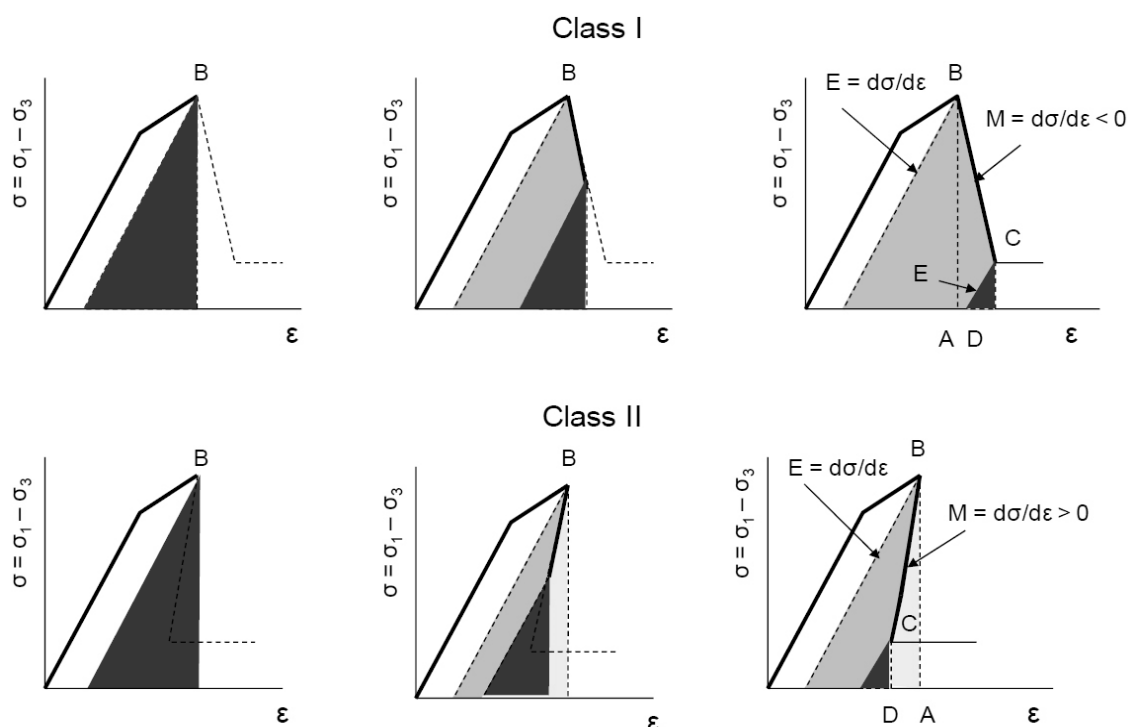 Class I
B
σ = σ₁ – σ₃
ε
B
σ = σ₁ – σ₃
ε
E = dσ/dε
B
M = dσ/dε < 0
C
E
σ = σ₁ – σ₃
A D
ε
Class II
B
σ = σ₁ – σ₃
ε
B
σ = σ₁ – σ₃
ε
B
E = dσ/dε
M = dσ/dε > 0
C
σ = σ₁ – σ₃
D A
ε